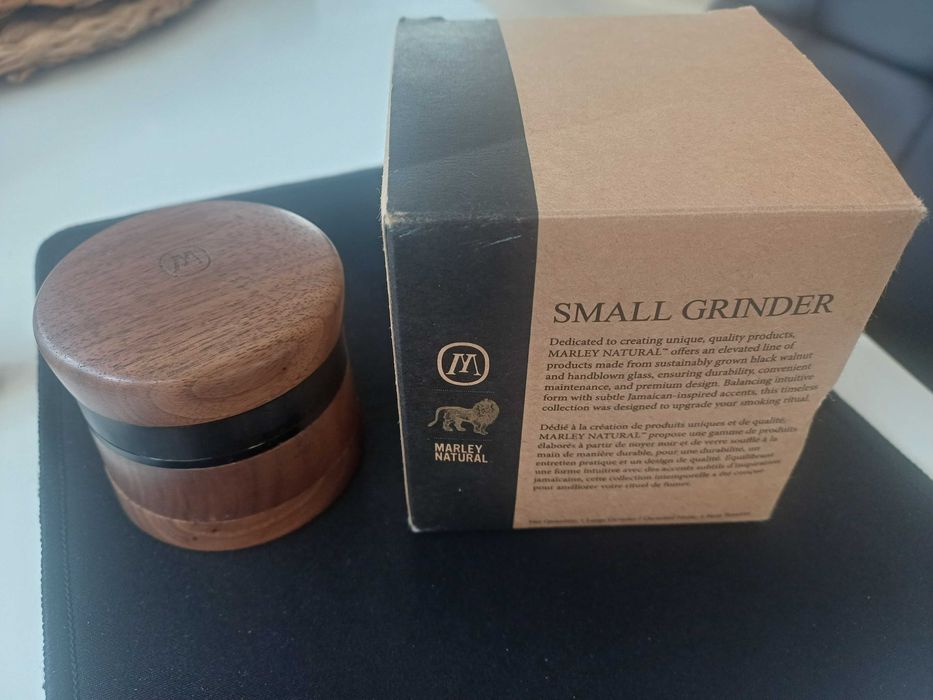 M
SMALL GRINDER
Dedicated to creating unique, quality products,
MARLEY NATURAL™ offers an elevated line of
products made from sustainably grown black walnut
and handblown glass, ensuring durability, convenient
maintenance, and premium design. Balancing intuitive
form with subtle Jamaican-inspired accents, this timeless
collection was designed to upgrade your smoking ritual.
Dédié à la création de produits uniques et de qualité,
MARLEY NATURAL™ propose une gamme de produits
élaborés à partir de noyer noir et de verre soufflé à la
main de manière durable, pour une durabilité, un
entretien pratique et un design de qualité. Équilibrant
une forme intuitive avec des accents subtils d'inspiration
jamaïcaine, cette collection intemporelle a été conçue
pour améliorer votre rituel de fumer.
M
MARLEY
NATURAL™